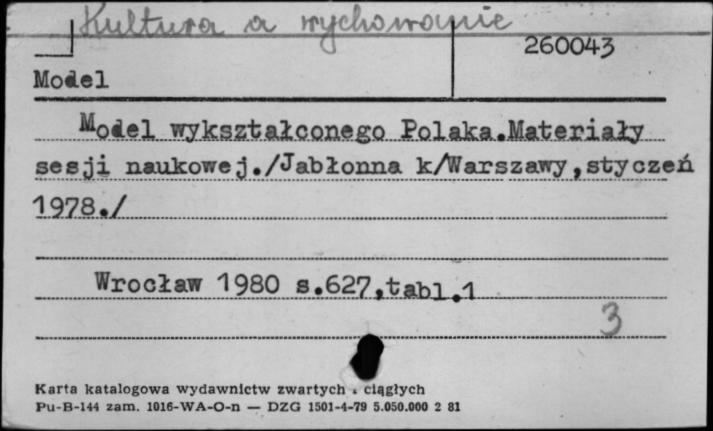 Kultura a wychowanie
260043
Model
Model wykształconego Polaka.Materiały
sesji naukowej./Jabłonna k/Warszawy,styczeń
1978./
Wrocław 1980 s.627,tabl.1
3
Karta katalogowa wydawnictw zwartych i ciągłych
Pu-B-144 zam. 1016-WA-O-n — DZG 1501-4-79 5.050.000 2 81